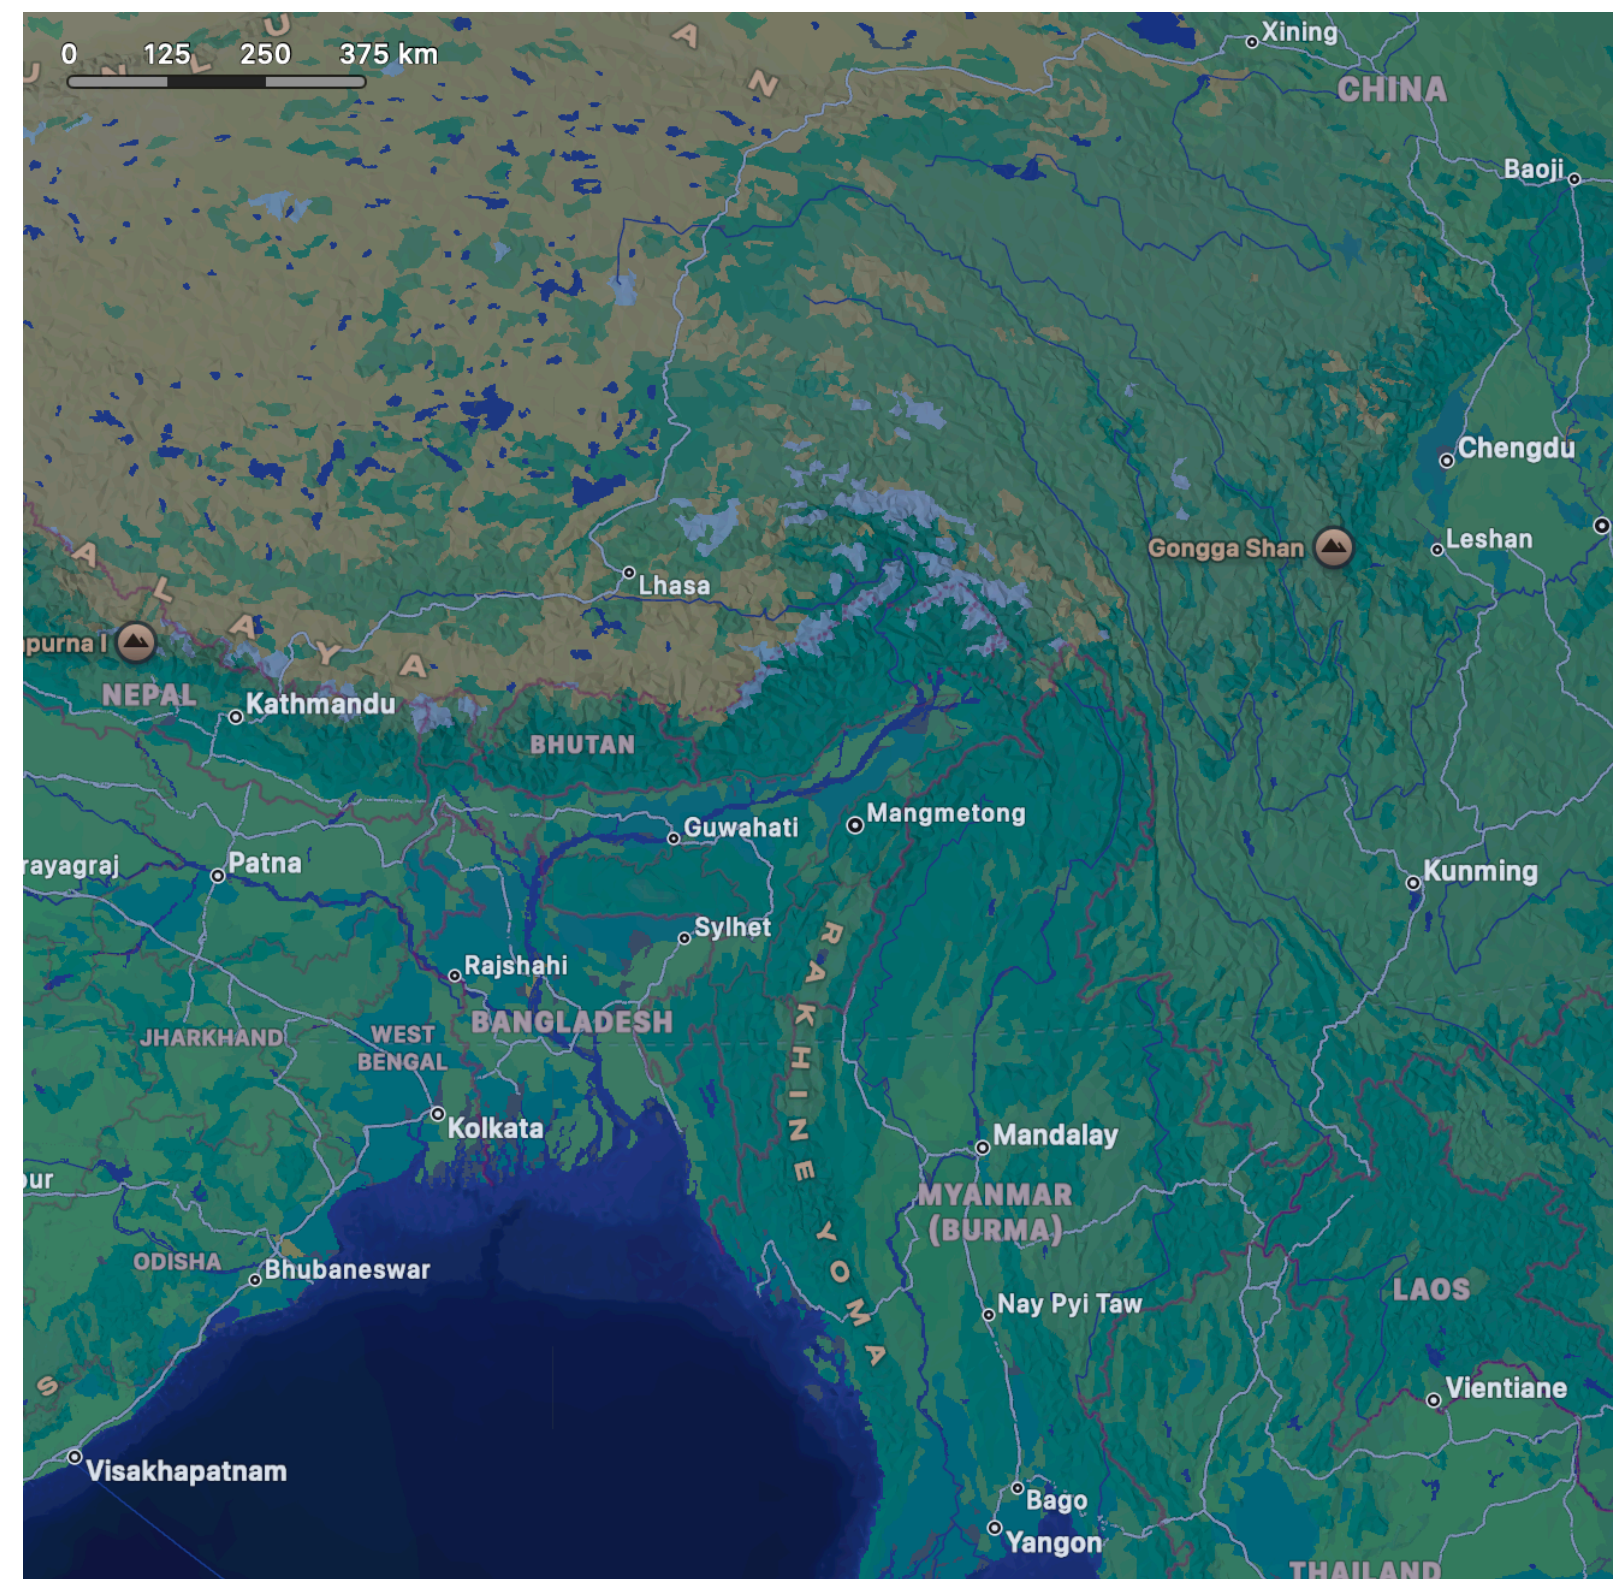 0 125 250 375 km
U N L U
A
N
Xining
CHINA
Baoji
Chengdu
Leshan
Gongga Shan
Lhasa
A L A Y A
purna I
NEPAL
Kathmandu
BHUTAN
Mangmetong
Guwahati
rayagraj
Patna
Kunming
Sylhet
Rajshahi
BANGLADESH
JHARKHAND
WEST
BENGAL
RAKHINE YOMA
Kolkata
Mandalay
our
MYANMAR
(BURMA)
ODISHA
Bhubaneswar
LAOS
Nay Pyi Taw
S
Vientiane
Visakhapatnam
Bago
Yangon
THAILAND